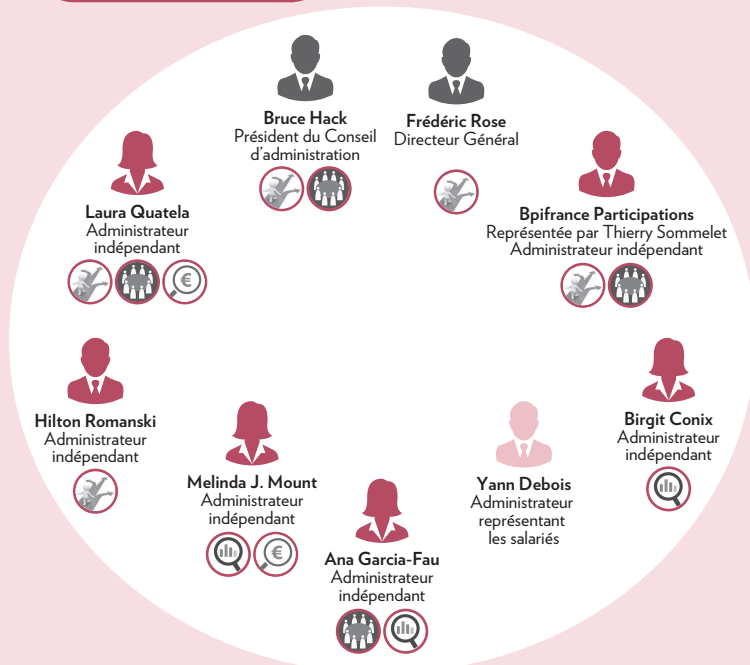 Bruce Hack
Président du Conseil
d'administration
Frédéric Rose
Directeur Général
Laura Quatela
Administrateur
indépendant
€
Bpifrance Participations
Représentée par Thierry Sommelet
Administrateur indépendant
Hilton Romanski
Administrateur
indépendant
Melinda J. Mount
Administrateur
indépendant
€
Ana Garcia-Fau
Administrateur
indépendant
Yann Debois
Administrateur
représentant
les salariés
Birgit Conix
Administrateur
indépendant